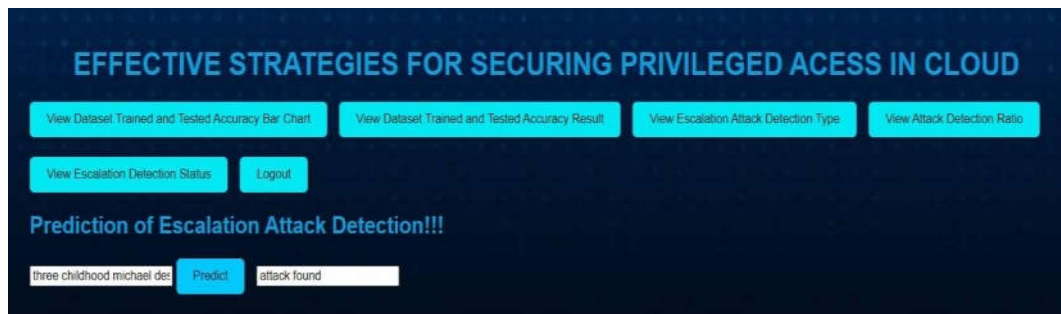 EFFECTIVE STRATEGIES FOR SECURING PRIVILEGED ACESS IN CLOUD
View Dataset Trained and Tested Accuracy Bar Chart View Dataset Trained and Tested Accuracy Result View Escalation Attack Detection Type View Attack Detection Ratio
View Escalation Detection Status Logout
Prediction of Escalation Attack Detection!!!
three childhood michael des Predict attack found